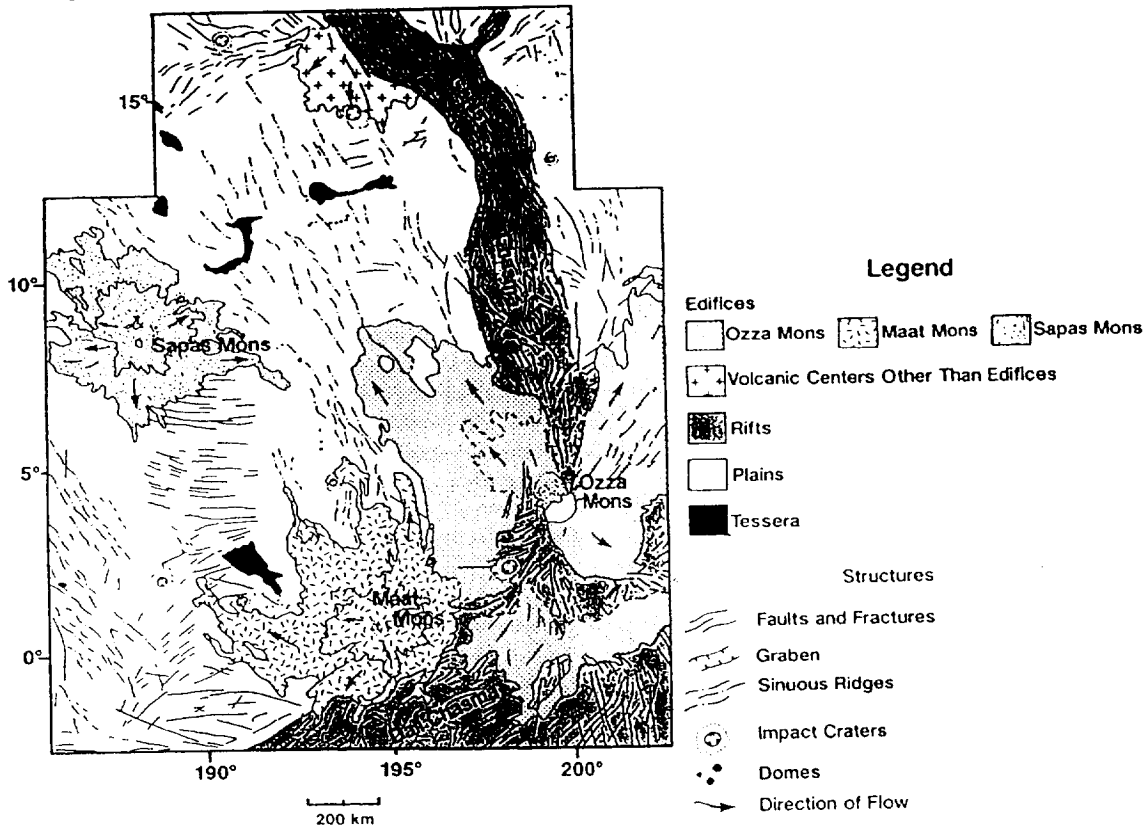 15°
10°
5°
0°
190°
195°
200°
200 km
Sapas Mons
Ozza
Mons
Maat
Mons
Legend
Edifices
Ozza Mons
Maat Mons
Sapas Mons
Volcanic Centers Other Than Edifices
Rifts
Plains
Tessera
Structures
Faults and Fractures
Graben
Sinuous Ridges
Impact Craters
Domes
Direction of Flow